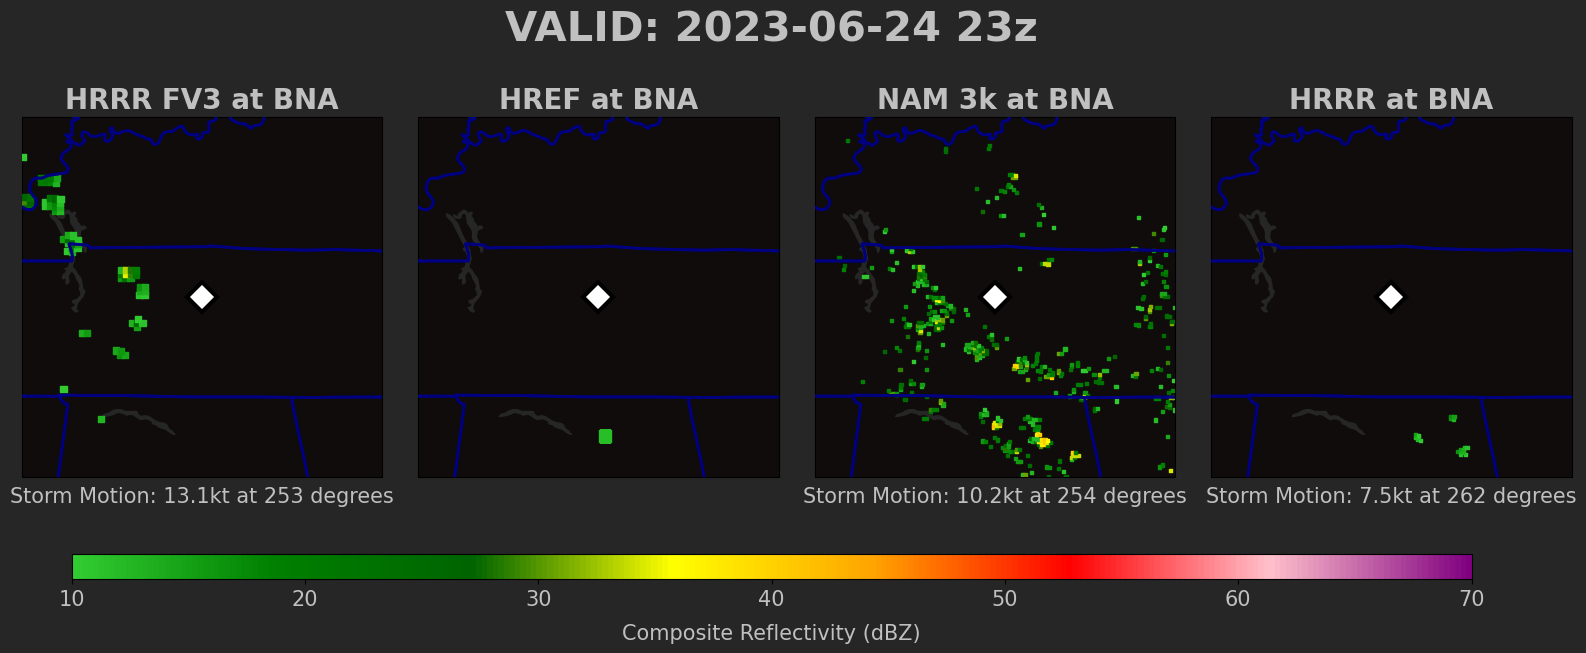 VALID: 2023-06-24 23z
HRRR FV3 at BNA
HREF at BNA
NAM 3k at BNA
HRRR at BNA
Storm Motion: 13.1kt at 253 degrees
Storm Motion: 10.2kt at 254 degrees
Storm Motion: 7.5kt at 262 degrees
10 20 30 40 50 60 70
Composite Reflectivity (dBZ)